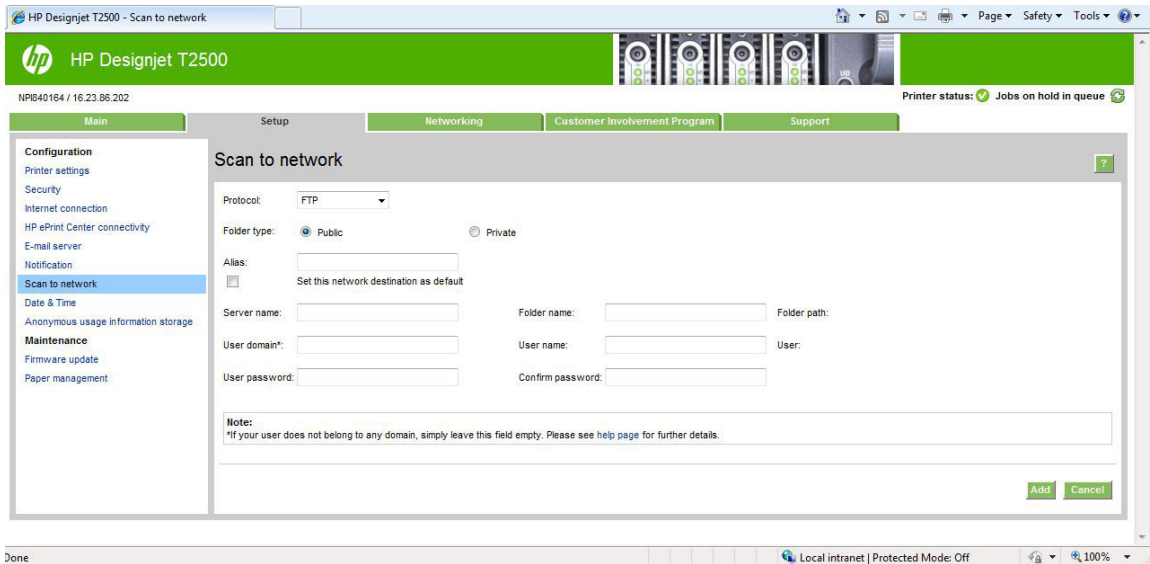 HP Designjet T2500 - Scan to network
Page Safety Tools
hp HP Designjet T2500
NPI840164 / 16.23.86.202
Printer status: Jobs on hold in queue
Main Setup Networking Customer Involvement Program Support
Configuration
Printer settings
Security
Internet connection
HP ePrint Center connectivity
E-mail server
Notification
Scan to network
Date & Time
Anonymous usage information storage
Maintenance
Firmware update
Paper management
Scan to network
?
Protocol: FTP
Folder type: Public Private
Alias:
Set this network destination as default
Server name: Folder name: Folder path:
User domain*: User name: User:
User password: Confirm password:
Note:
*If your user does not belong to any domain, simply leave this field empty. Please see help page for further details.
Add Cancel
Done
Local intranet | Protected Mode: Off
100%